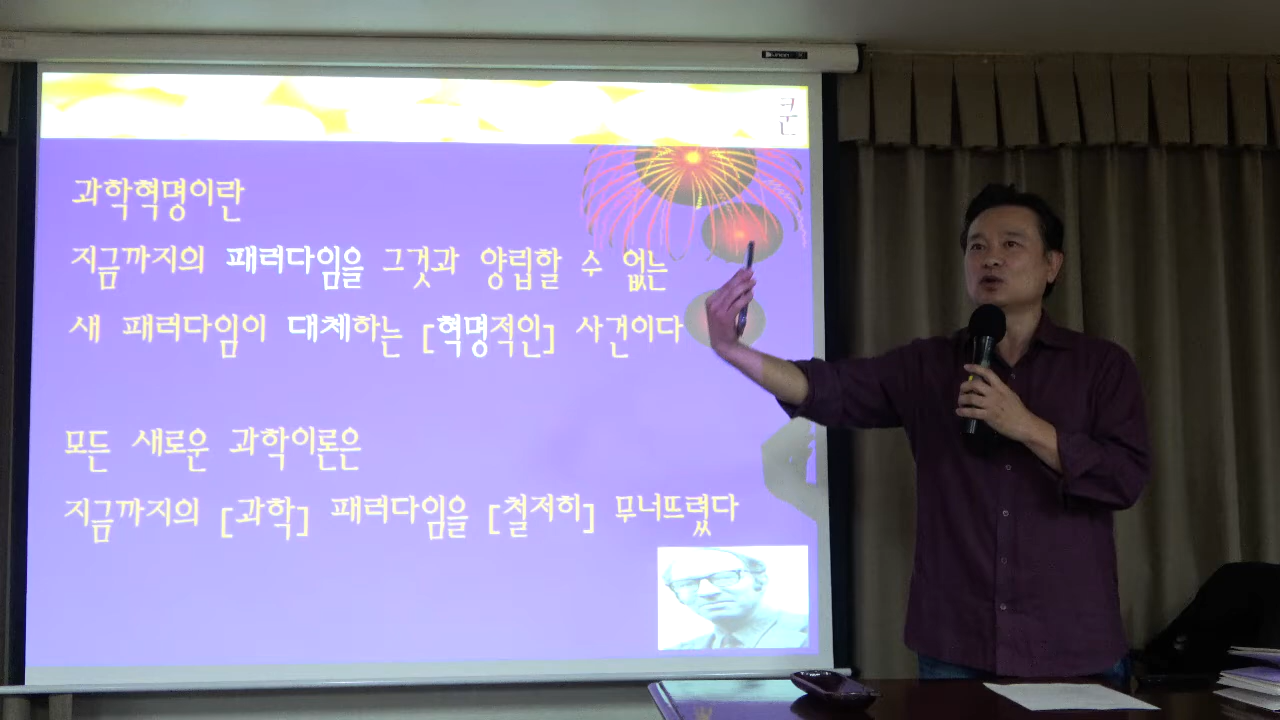 쿤
과학혁명이란
지금까지의 패러다임을 그것과 양립할 수 없는
새 패러다임이 대체하는 [혁명적인] 사건이다
모든 새로운 과학이론은
지금까지의 [과학] 패러다임을 [철저히] 무너뜨렸다